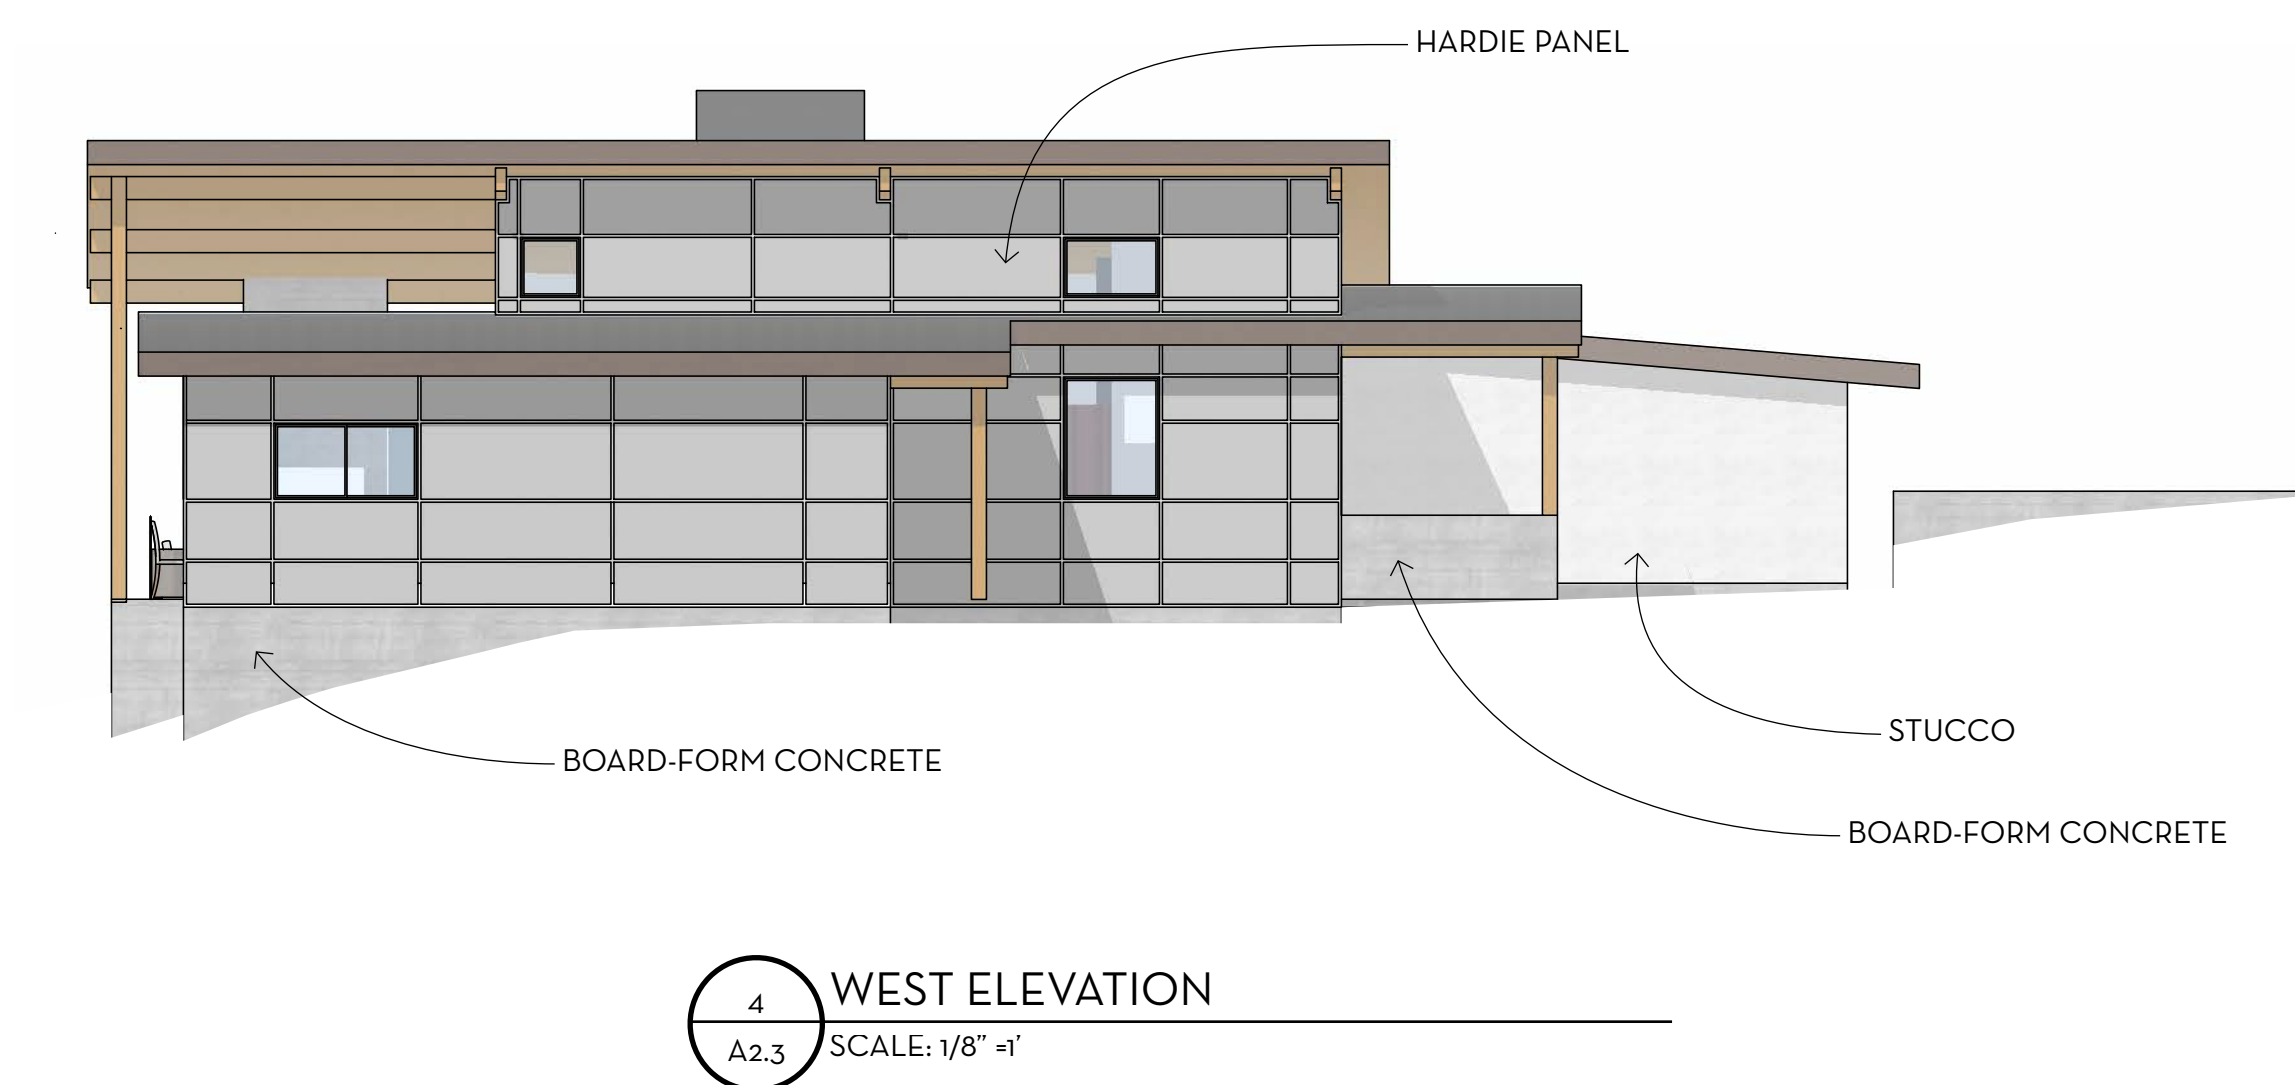 HARDIE PANEL
STUCCO
BOARD-FORM CONCRETE
BOARD-FORM CONCRETE
4
WEST ELEVATION
A2.3
SCALE: 1/8” =1’